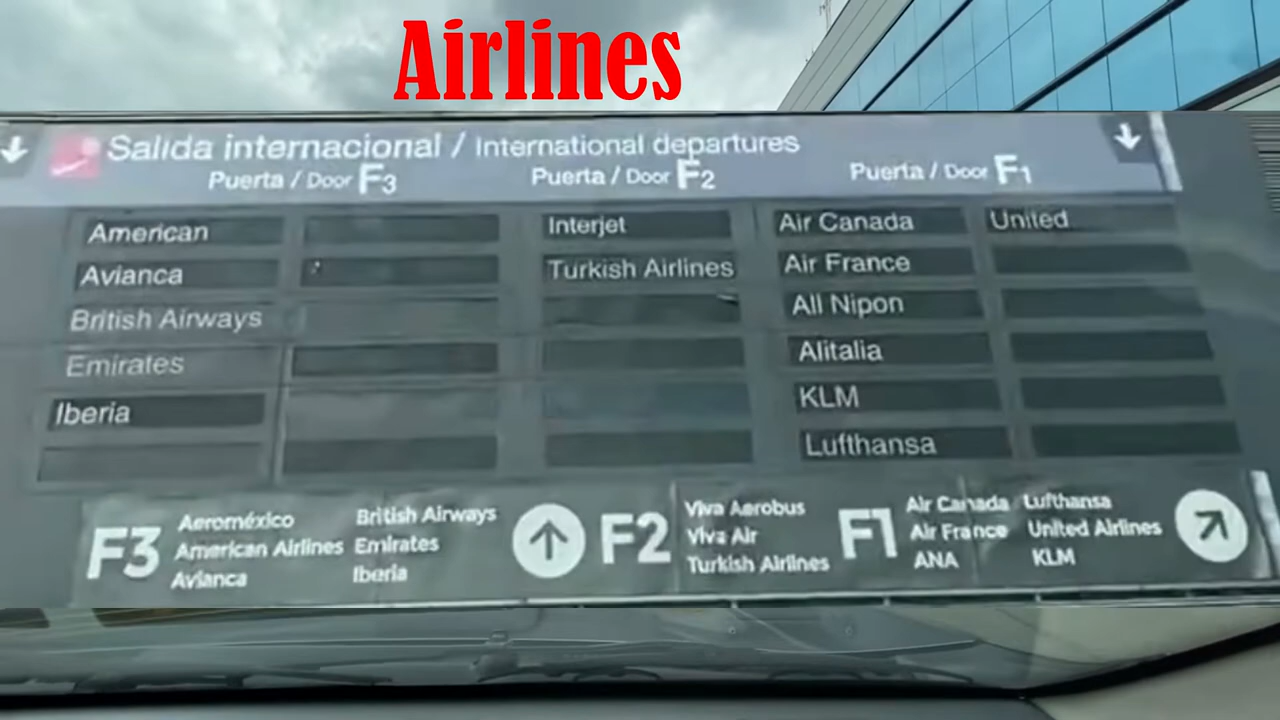 Airlines
Salida internacional / International departures
Puerta / Door F3
Puerta / Door F2
Puerta / Door F1
American
Avianca
British Airways
Emirates
Iberia
Interjet
Turkish Airlines
Air Canada
Air France
All Nipon
Alitalia
KLM
Lufthansa
United
F3
Aeroméxico
American Airlines
Avianca
British Airways
Emirates
Iberia
F2
Viva Aerobus
Viva Air
Turkish Airlines
F1
Air Canada
Air France
ANA
Lufthansa
United Airlines
KLM